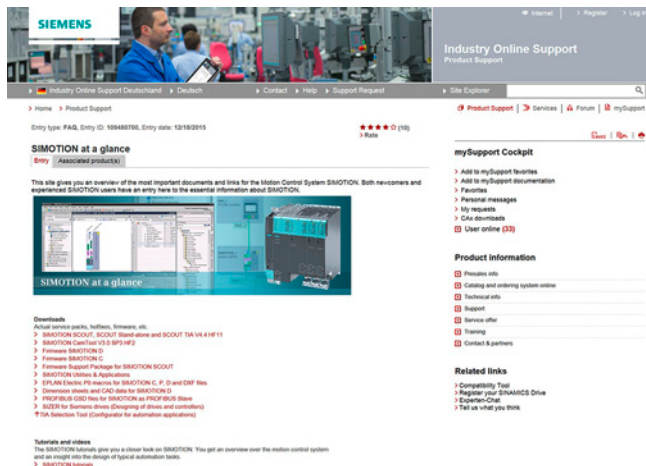 SIEMENS
Internet
Register
Log in
Industry Online Support
Product Support
Industry Online Support Deutschland
Deutsch
Contact
Help
Support Request
Site Explorer
Home
Product Support
Product Support
Services
Forum
mySupport
Entry type: FAQ, Entry ID: 109480700, Entry date: 12/18/2015
(10)
Rate
SIMOTION at a glance
Entry
Associated product(s)
This site gives you an overview of the most important documents and links for the Motion Control System SIMOTION. Both newcomers and
experienced SIMOTION users have an entry here to the essential information about SIMOTION.
SIMOTION at a glance
Downloads
Actual service packs, hotfixes, firmware, etc.
SIMOTION SCOUT, SCOUT Stand-alone and SCOUT TIA V4.4 HF11
SIMOTION CamTool V3.0 SP3 HF2
Firmware SIMOTION D
Firmware SIMOTION C
Firmware Support Package for SIMOTION SCOUT
SIMOTION Utilities & Applications
EPLAN Electric P8 macros for SIMOTION C, P, D and DXF files
Dimension sheets and CAD data for SIMOTION D
PROFIBUS GSD files for SIMOTION as PROFIBUS Slave
SIZER for Siemens drives (Designing of drives and controllers)
TIA Selection Tool (Configurator for automation applications)
Tutorials and videos
The SIMOTION tutorials give you a closer look on SIMOTION. You get an overview over the motion control system
and an insight into the design of typical automation tasks.
SIMOTION tutorials
mySupport Cockpit
Add to mySupport favorites
Add to mySupport documentation
Favorites
Personal messages
My requests
CAx downloads
User online (33)
Product information
Presales info
Catalog and ordering system online
Technical info
Support
Service offer
Training
Contact & partners
Related links
Compatibility Tool
Register your SINAMICS Drive
Experten-Chat
Tell us what you think